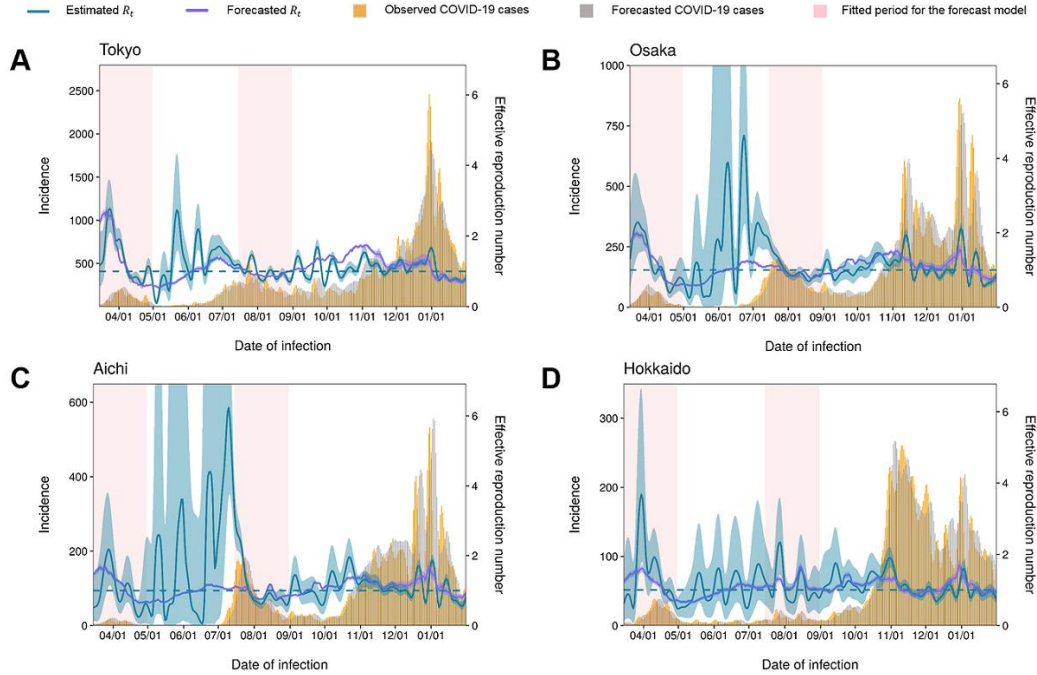 Estimated Rt
Forecasted Rt
Observed COVID-19 cases
Forecasted COVID-19 cases
Fitted period for the forecast model
A
Tokyo
2500
2000
1500
1000
500
Incidence
6
4
2
0
Effective reproduction number
04/01 05/01 06/01 07/01 08/01 09/01 10/01 11/01 12/01 01/01
Date of infection
B
Osaka
1000
750
500
250
0
Incidence
6
4
2
0
Effective reproduction number
04/01 05/01 06/01 07/01 08/01 09/01 10/01 11/01 12/01 01/01
Date of infection
C
Aichi
600
400
200
0
Incidence
6
4
2
0
Effective reproduction number
04/01 05/01 06/01 07/01 08/01 09/01 10/01 11/01 12/01 01/01
Date of infection
D
Hokkaido
300
200
100
0
Incidence
6
4
2
0
Effective reproduction number
04/01 05/01 06/01 07/01 08/01 09/01 10/01 11/01 12/01 01/01
Date of infection